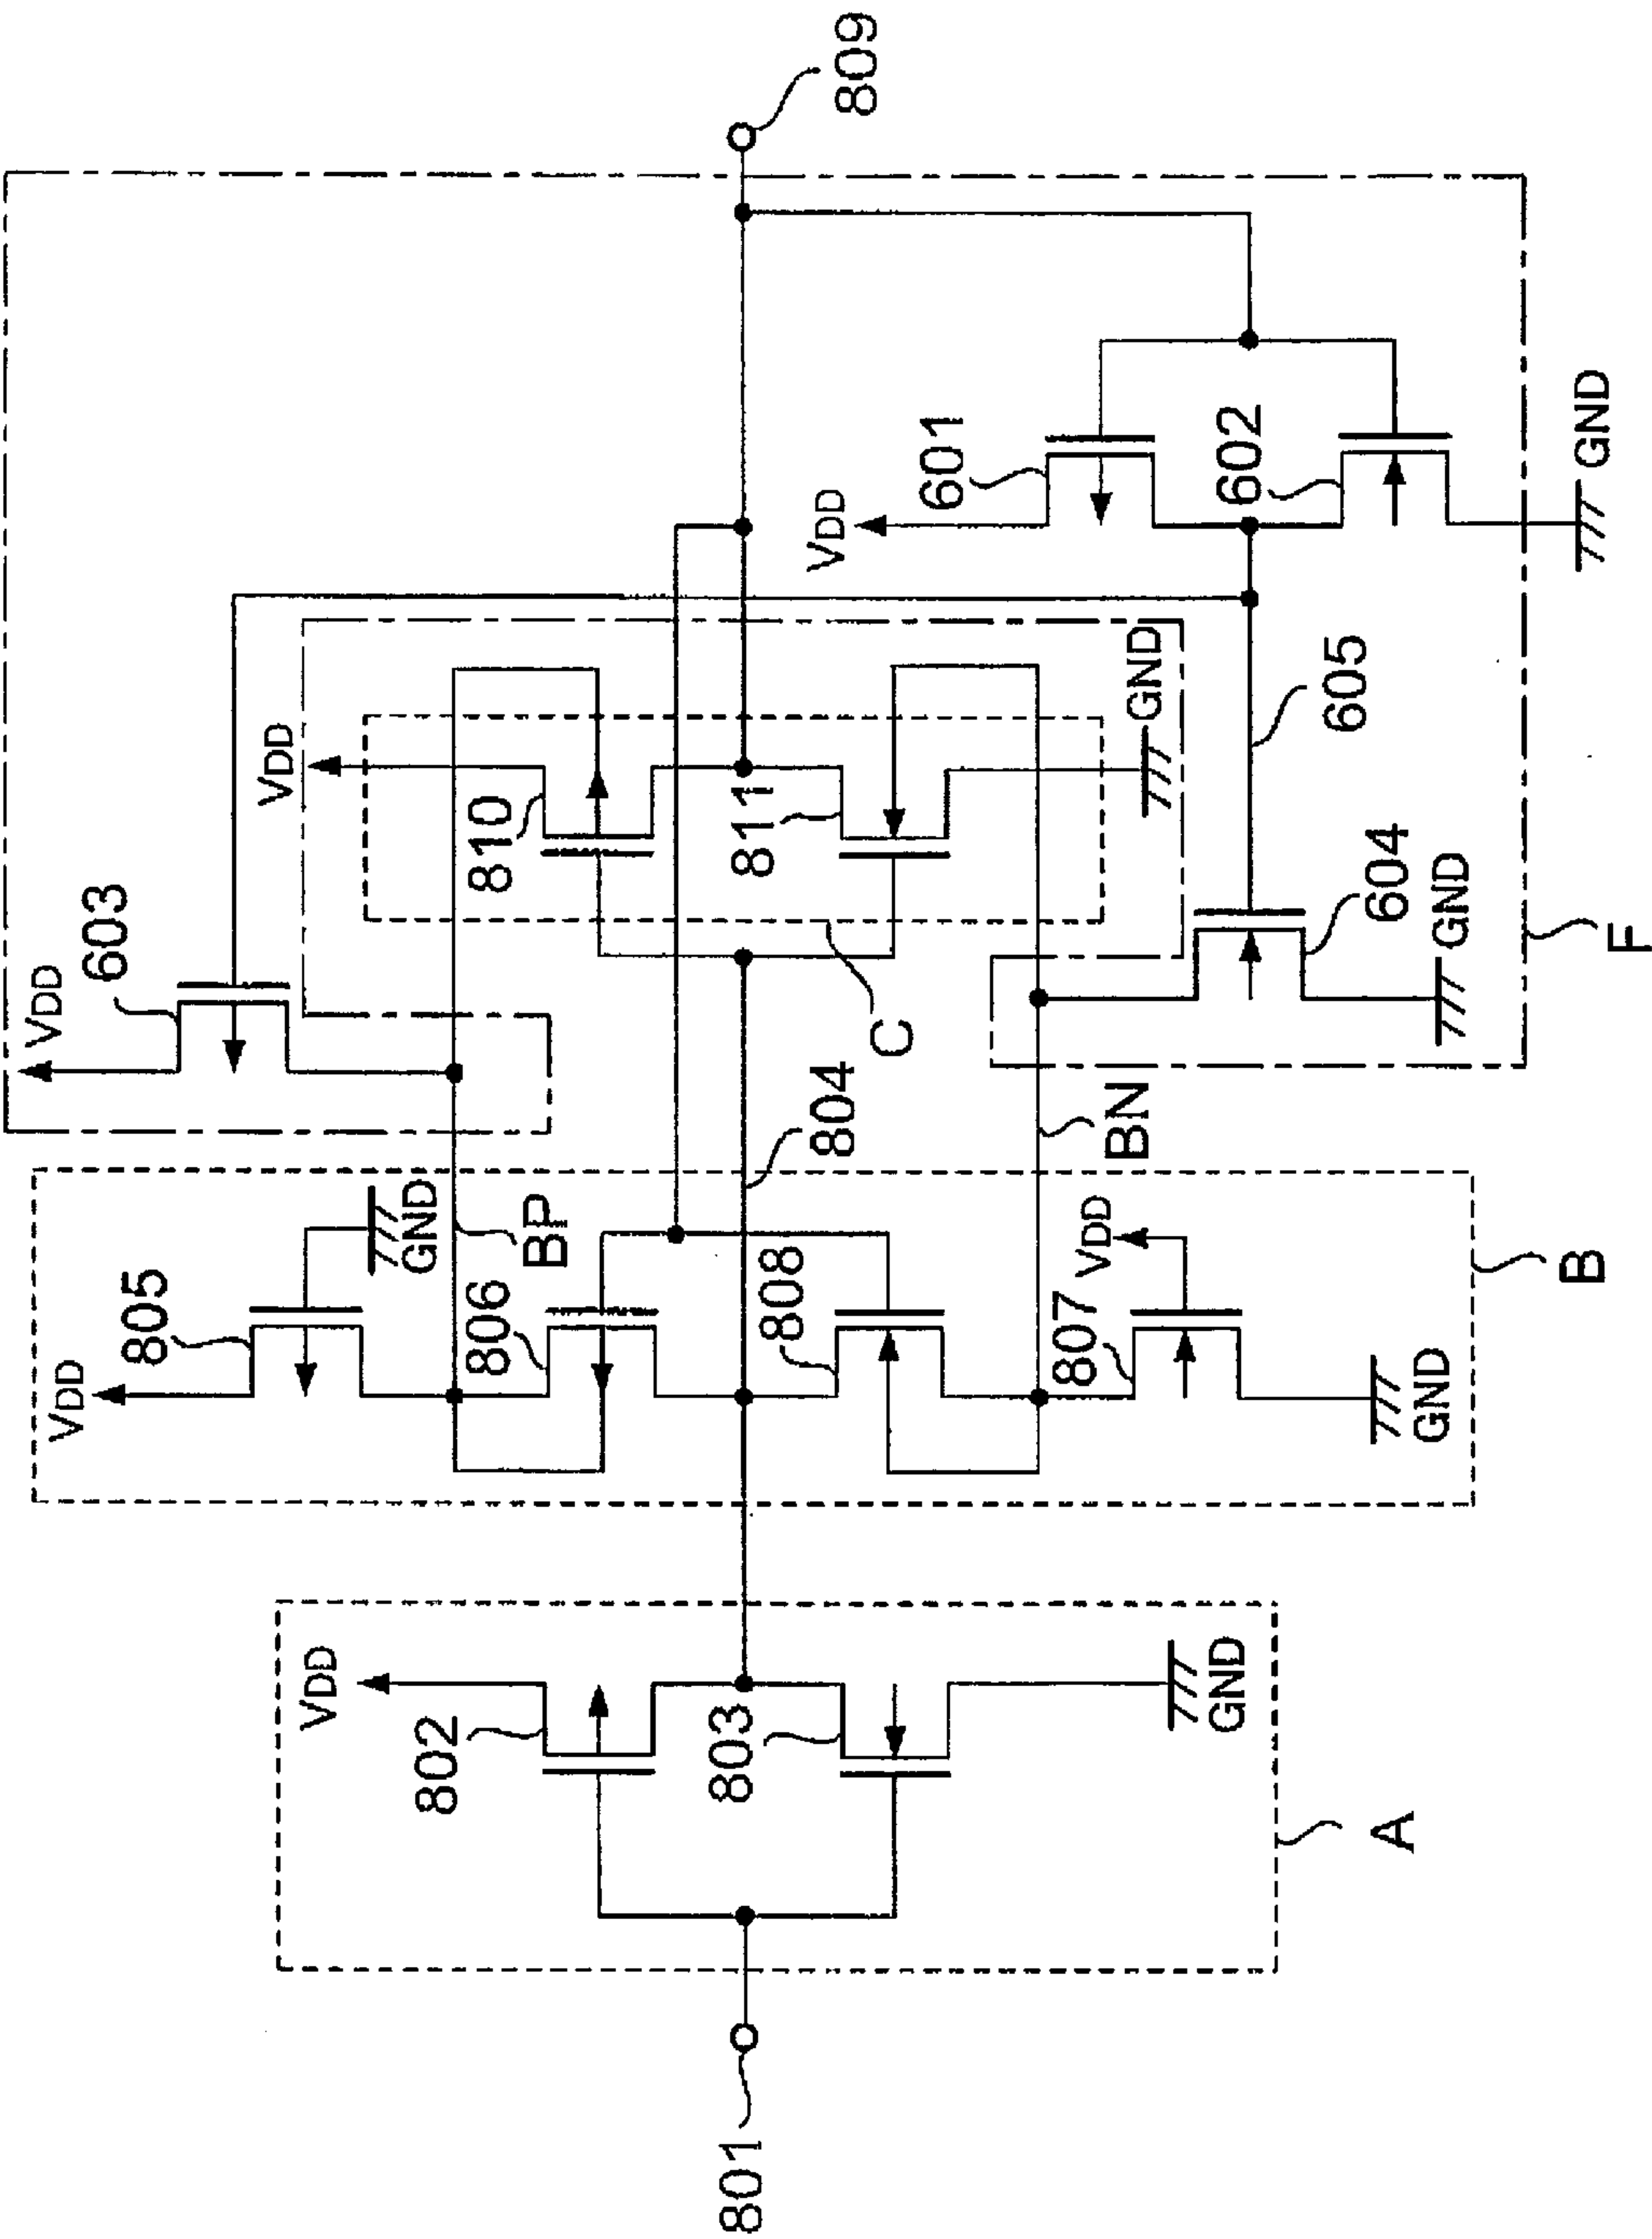 801
A
VDD
802
803
GND
B
VDD
805
GND
BP
806
808
807
VDD
GND
804
BN
C
F
VDD
603
VDD
810
811
GND
604
GND
605
VDD
601
602
GND
809